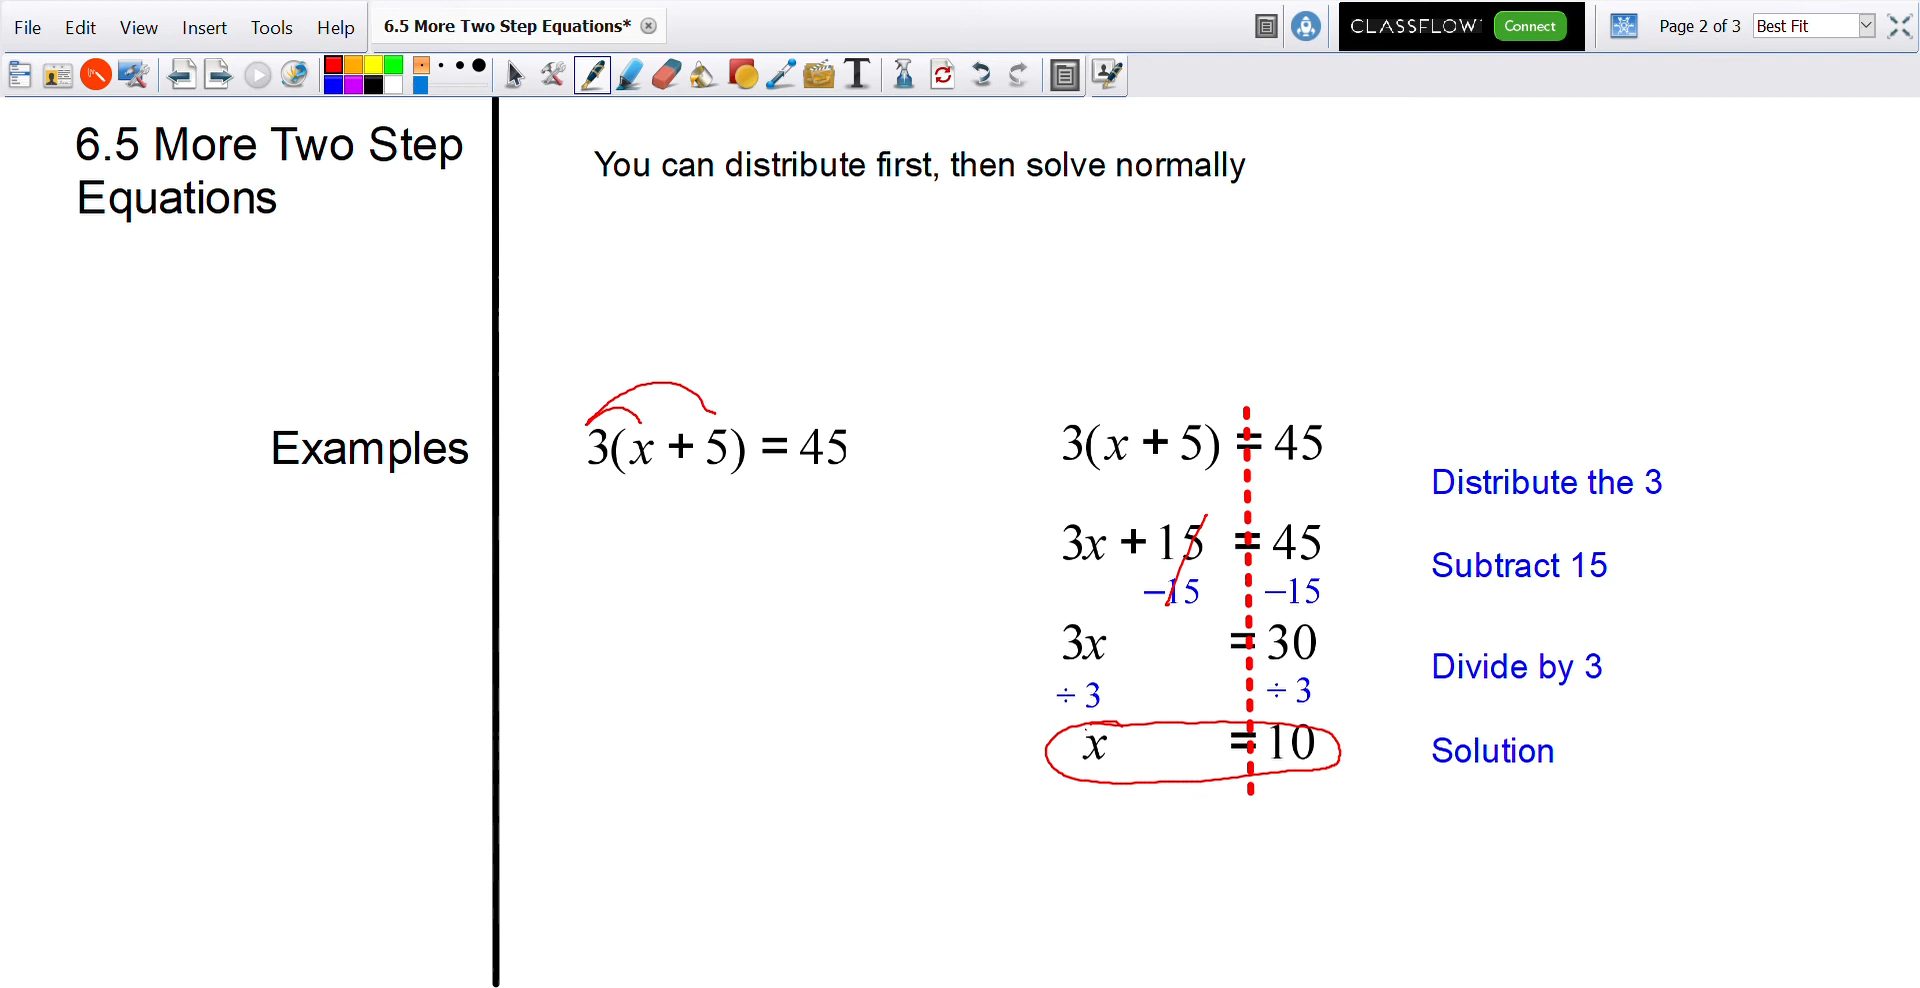 File Edit View Insert Tools Help 6.5 More Two Step Equations* CLASSFLOW Connect Page 2 of 3 Best Fit
T
6.5 More Two Step
Equations
You can distribute first, then solve normally
Examples
3(x + 5) = 45
3(x + 5) = 45
Distribute the 3
3x + 15 = 45
Subtract 15
−15 −15
3x = 30
Divide by 3
÷ 3 ÷ 3
x = 10
Solution